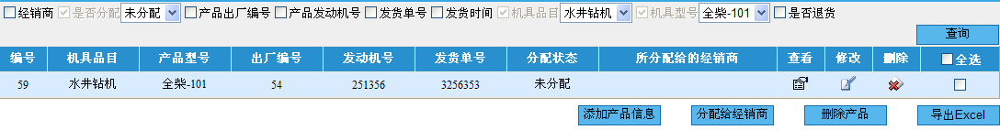 经销商 是否分配 未分配 产品出厂编号 产品发动机号 发货单号 发货时间 机具品目 水井钻机 机具型号 全柴-101 是否退货
查询
编号 机具品目 产品型号 出厂编号 发动机号 发货单号 分配状态 所分配给的经销商 查看 修改 删除 全选
59 水井钻机 全柴-101 54 251356 3256353 未分配
添加产品信息 分配给经销商 删除产品 导出Excel